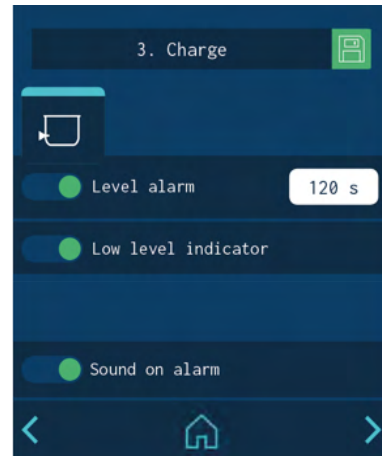 3. Charge
Level alarm 120 s
Low level indicator
Sound on alarm